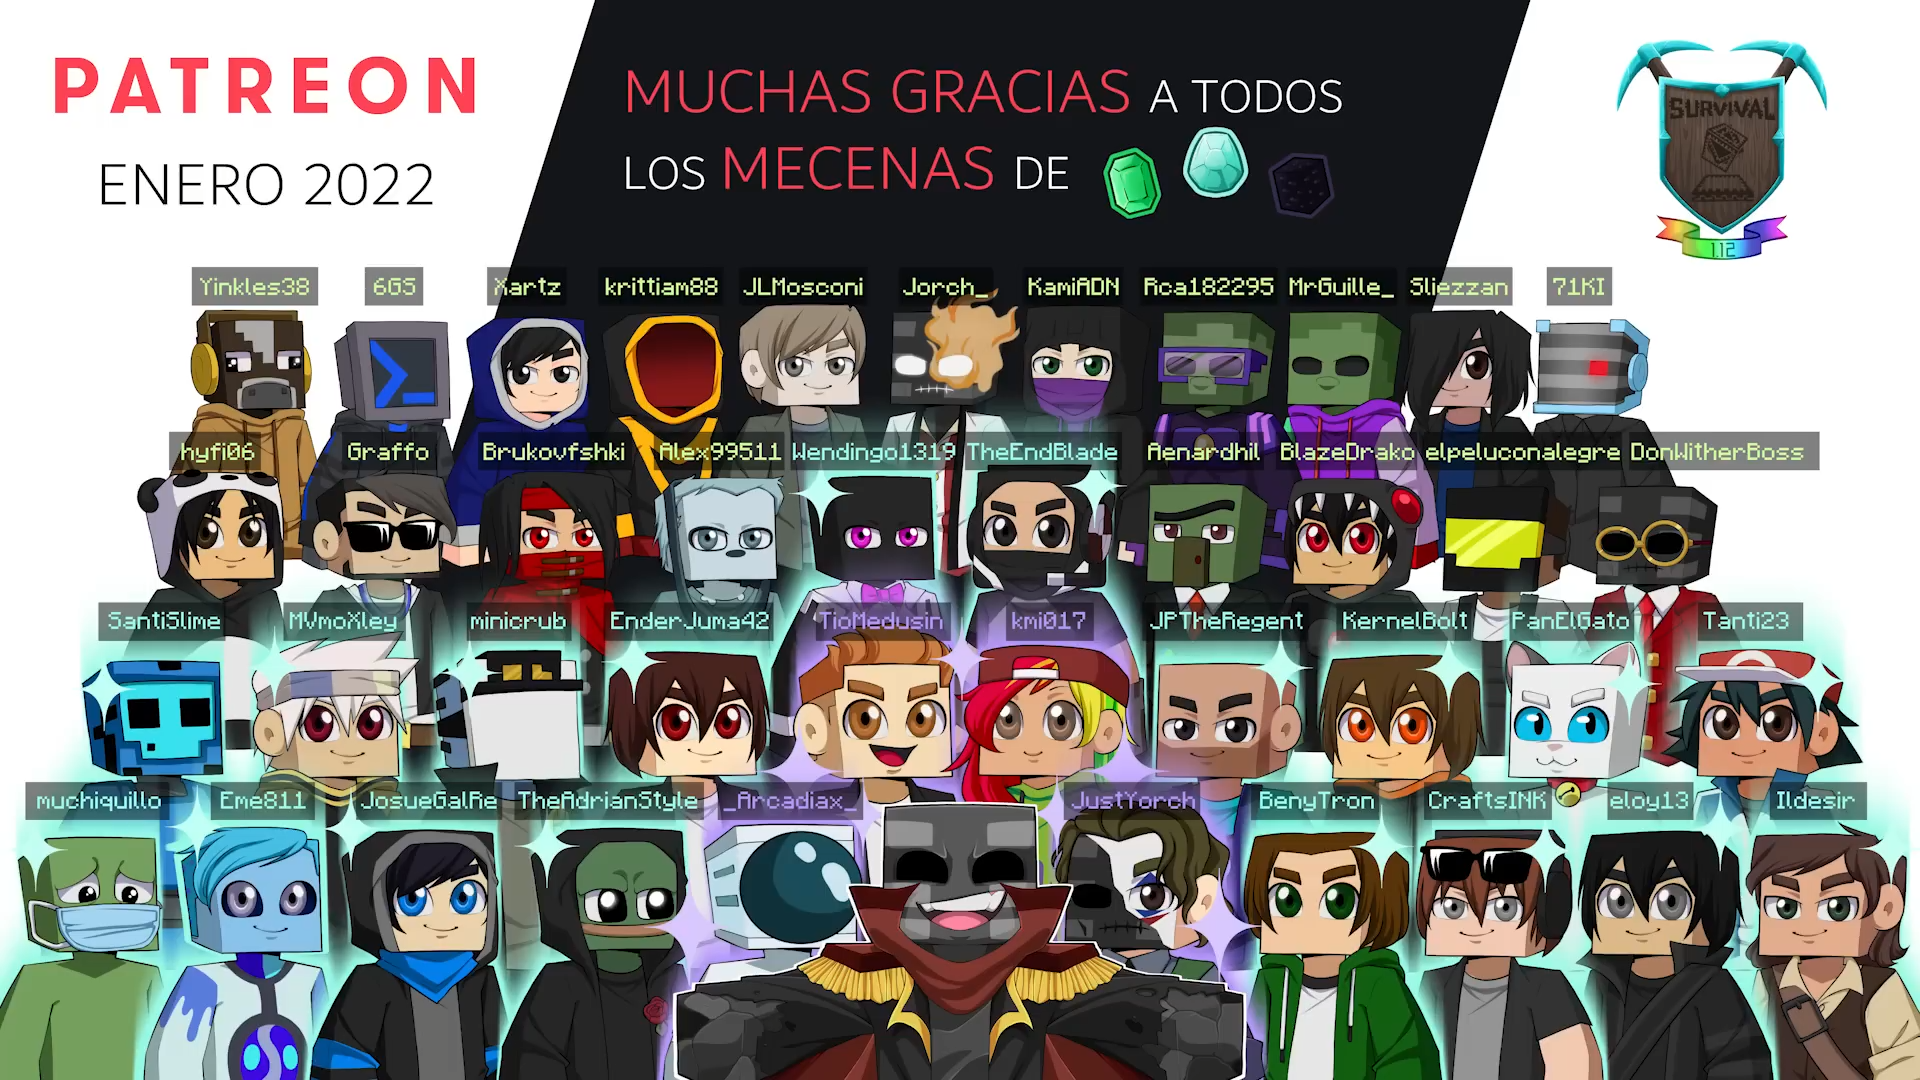 PATREON
ENERO 2022
MUCHAS GRACIAS A TODOS
LOS MECENAS DE
SURVIVAL
1.12
Yinkles38 6G5 Xartz krittiam88 JLMosconi Jorch_ KamiADN Rca182295 MrGuille_ Sliezzan 71KI
hyfi06 Graffo Brukovfshki Alex99511 Wendingo1319 TheEndBlade Aenardhil BlazeDrako elpeluconalegre DonWitherBoss
SantiSlime MVmoXley minicrub EnderJuma42 TioMedusin kmi017 JPTheRegent KernelBolt PanElGato Tanti23
muchiquillo Eme811 JosueGalRe TheAdrianStyle _Arcadiax_ JustYorch BenyTron CraftsINK eloy13 Ildesir